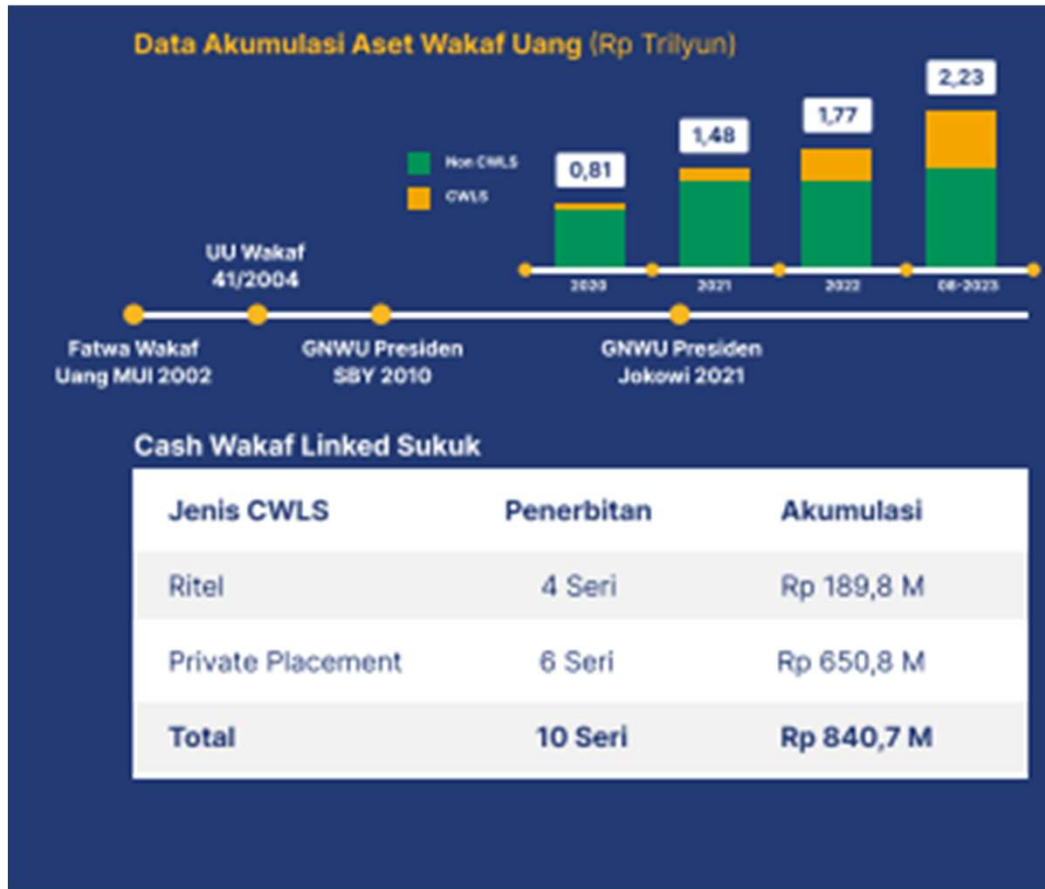 Data Akumulasi Aset Wakaf Uang (Rp Trilyun)
2,23
1,77
1,48
0,81
Non CWLS
CWLS
2020
2021
2022
08-2023
UU Wakaf
41/2004
Fatwa Wakaf
Uang MUI 2002
GNWU Presiden
SBY 2010
GNWU Presiden
Jokowi 2021
Cash Wakaf Linked Sukuk
Jenis CWLS Penerbitan Akumulasi
Ritel 4 Seri Rp 189,8 M
Private Placement 6 Seri Rp 650,8 M
Total 10 Seri Rp 840,7 M